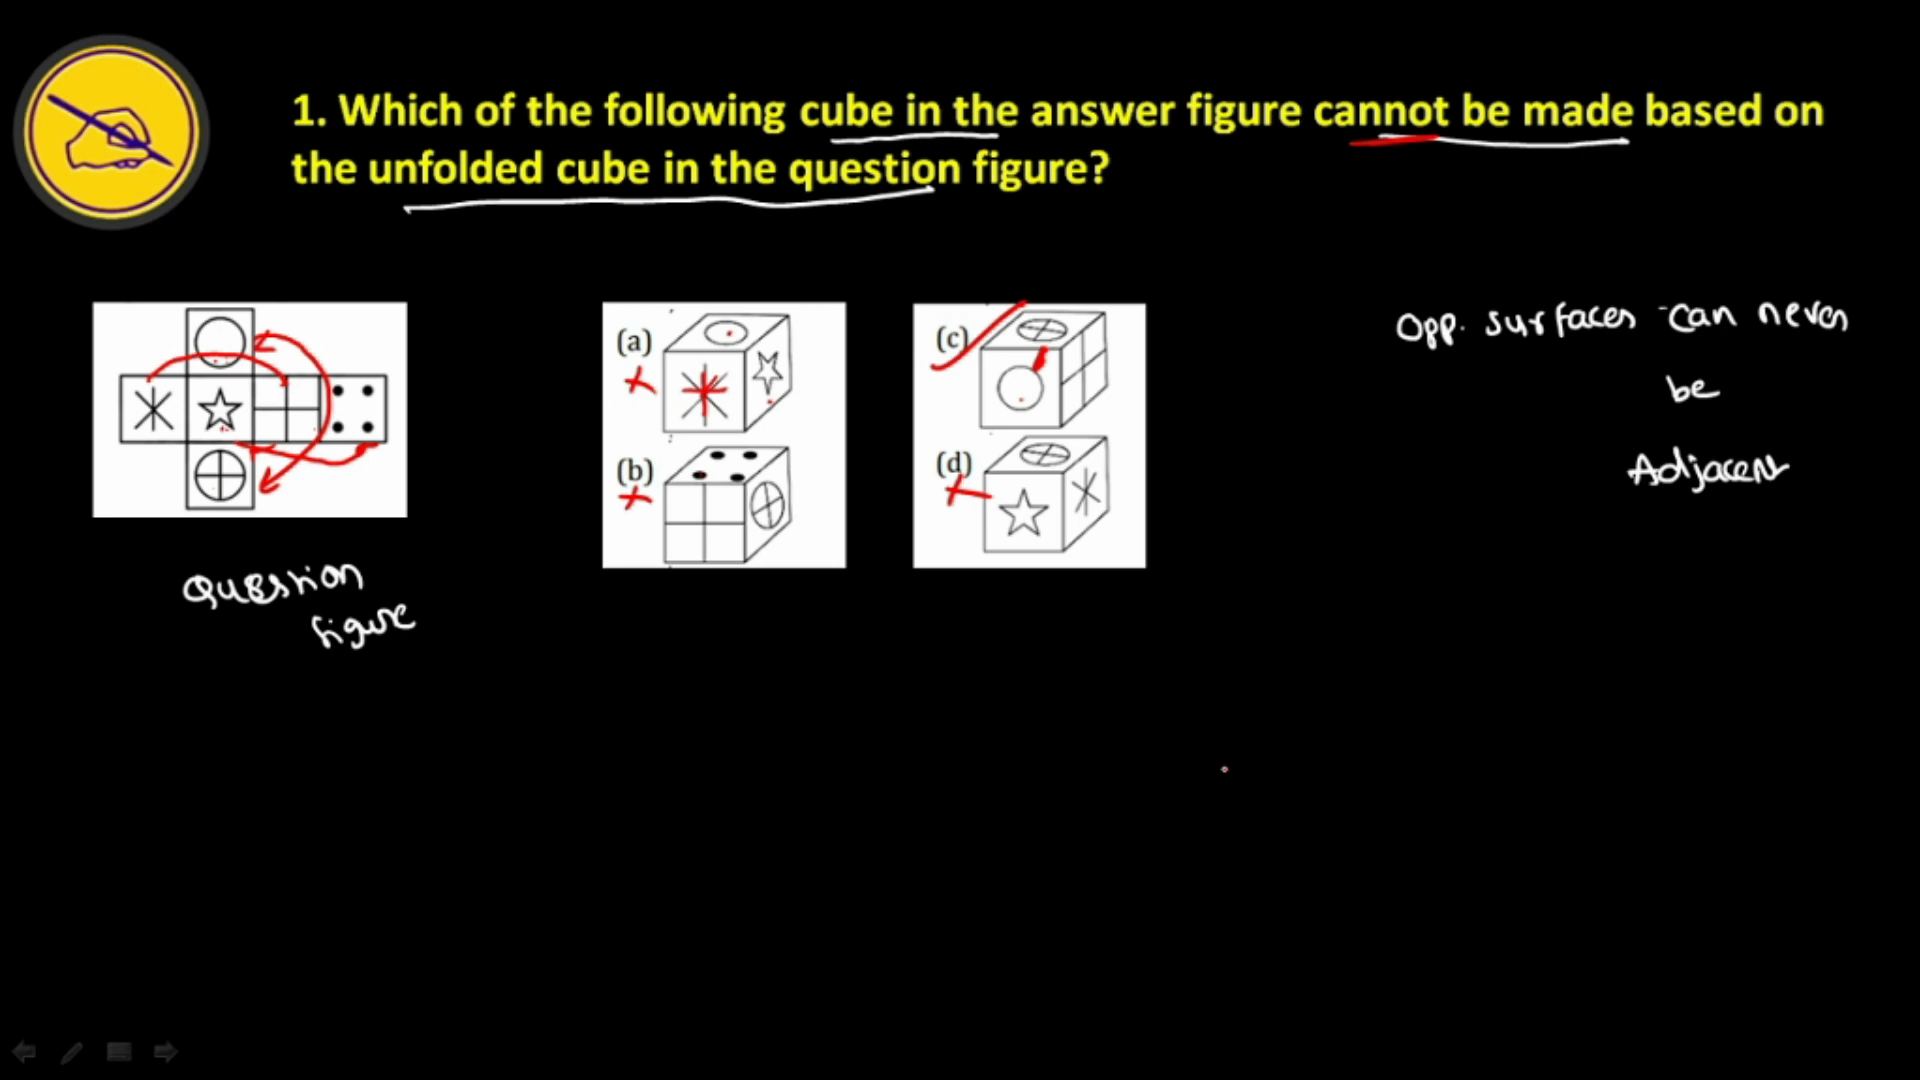 1. Which of the following cube in the answer figure cannot be made based on
the unfolded cube in the question figure?
(a)
(b)
(c)
(d)
Opp. surfaces can never
be
Adjacent
Question
figure